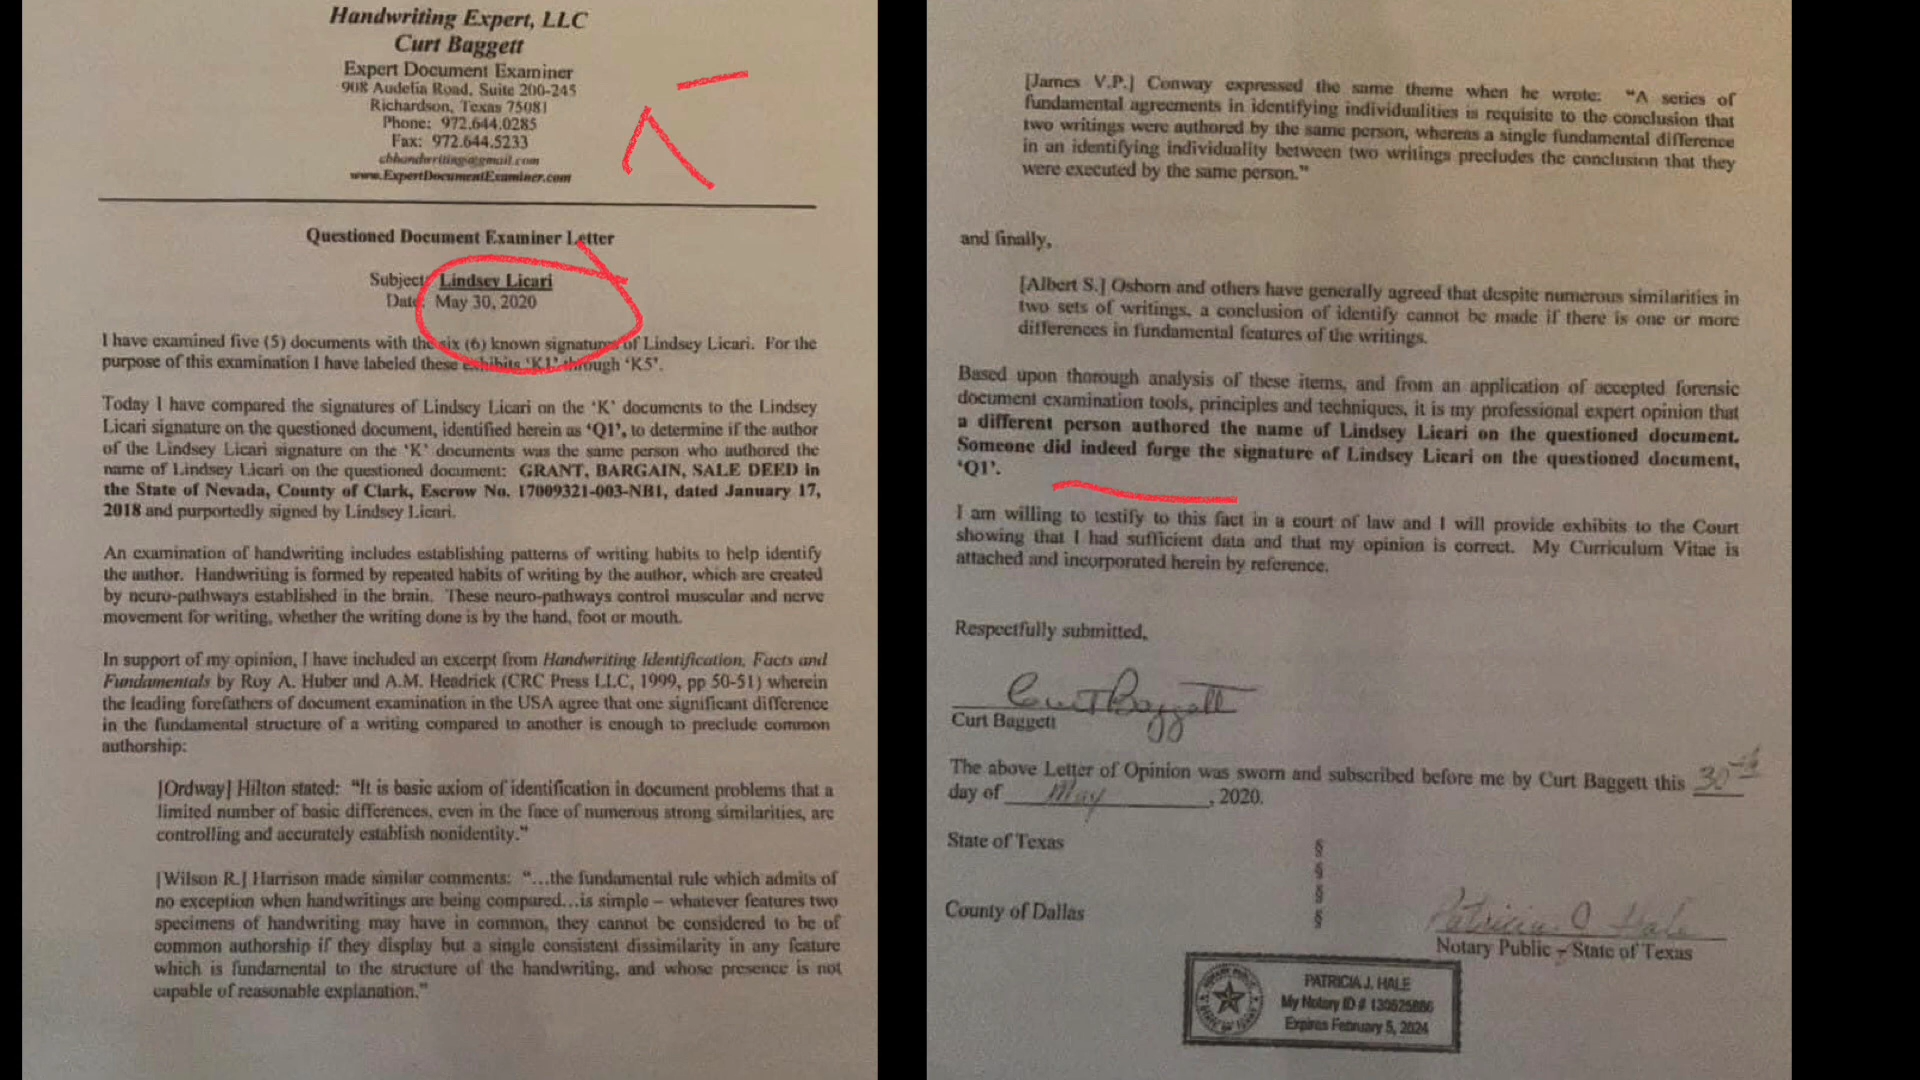 Handwriting Expert, LLC
Curt Baggett
Expert Document Examiner
908 Audelia Road, Suite 200-245
Richardson, Texas 75081
Phone: 972.644.0285
Fax: 972.644.5233
cbhandwriting@gmail.com
www.ExpertDocumentExaminer.com
Questioned Document Examiner Letter
Subject: Lindsey Licari
Date: May 30, 2020
I have examined five (5) documents with the six (6) known signatures of Lindsey Licari. For the
purpose of this examination I have labeled these exhibits ‘K1’ through ‘K5’.
Today I have compared the signatures of Lindsey Licari on the ‘K’ documents to the Lindsey
Licari signature on the questioned document, identified herein as ‘Q1’, to determine if the author
of the Lindsey Licari signature on the ‘K’ documents was the same person who authored the
name of Lindsey Licari on the questioned document: GRANT, BARGAIN, SALE DEED in
the State of Nevada, County of Clark, Escrow No. 17009321-003-NB1, dated January 17,
2018 and purportedly signed by Lindsey Licari.
An examination of handwriting includes establishing patterns of writing habits to help identify
the author. Handwriting is formed by repeated habits of writing by the author, which are created
by neuro-pathways established in the brain. These neuro-pathways control muscular and nerve
movement for writing, whether the writing done is by the hand, foot or mouth.
In support of my opinion, I have included an excerpt from Handwriting Identification, Facts and
Fundamentals by Roy A. Huber and A.M. Headrick (CRC Press LLC, 1999, pp 50-51) wherein
the leading forefathers of document examination in the USA agree that one significant difference
in the fundamental structure of a writing compared to another is enough to preclude common
authorship:
[Ordway] Hilton stated: “It is basic axiom of identification in document problems that a
limited number of basic differences, even in the face of numerous strong similarities, are
controlling and accurately establish nonidentity.”
[Wilson R.] Harrison made similar comments: “...the fundamental rule which admits of
no exception when handwritings are being compared...is simple – whatever features two
specimens of handwriting may have in common, they cannot be considered to be of
common authorship if they display but a single consistent dissimilarity in any feature
which is fundamental to the structure of the handwriting, and whose presence is not
capable of reasonable explanation.”
[James V.P.] Conway expressed the same theme when he wrote: “A series of
fundamental agreements in identifying individualities is requisite to the conclusion that
two writings were authored by the same person, whereas a single fundamental difference
in an identifying individuality between two writings precludes the conclusion that they
were executed by the same person.”
and finally,
[Albert S.] Osborn and others have generally agreed that despite numerous similarities in
two sets of writings, a conclusion of identify cannot be made if there is one or more
differences in fundamental features of the writings.
Based upon thorough analysis of these items, and from an application of accepted forensic
document examination tools, principles and techniques, it is my professional expert opinion that
a different person authored the name of Lindsey Licari on the questioned document.
Someone did indeed forge the signature of Lindsey Licari on the questioned document,
‘Q1’.
I am willing to testify to this fact in a court of law and I will provide exhibits to the Court
showing that I had sufficient data and that my opinion is correct. My Curriculum Vitae is
attached and incorporated herein by reference.
Respectfully submitted,
Curt Baggett
Curt Baggett
The above Letter of Opinion was sworn and subscribed before me by Curt Baggett this 30th
day of May, 2020.
State of Texas §
§
§
County of Dallas §
Patricia J. Hale
Notary Public – State of Texas
PATRICIA J. HALE
My Notary ID # 130625886
Expires February 5, 2024